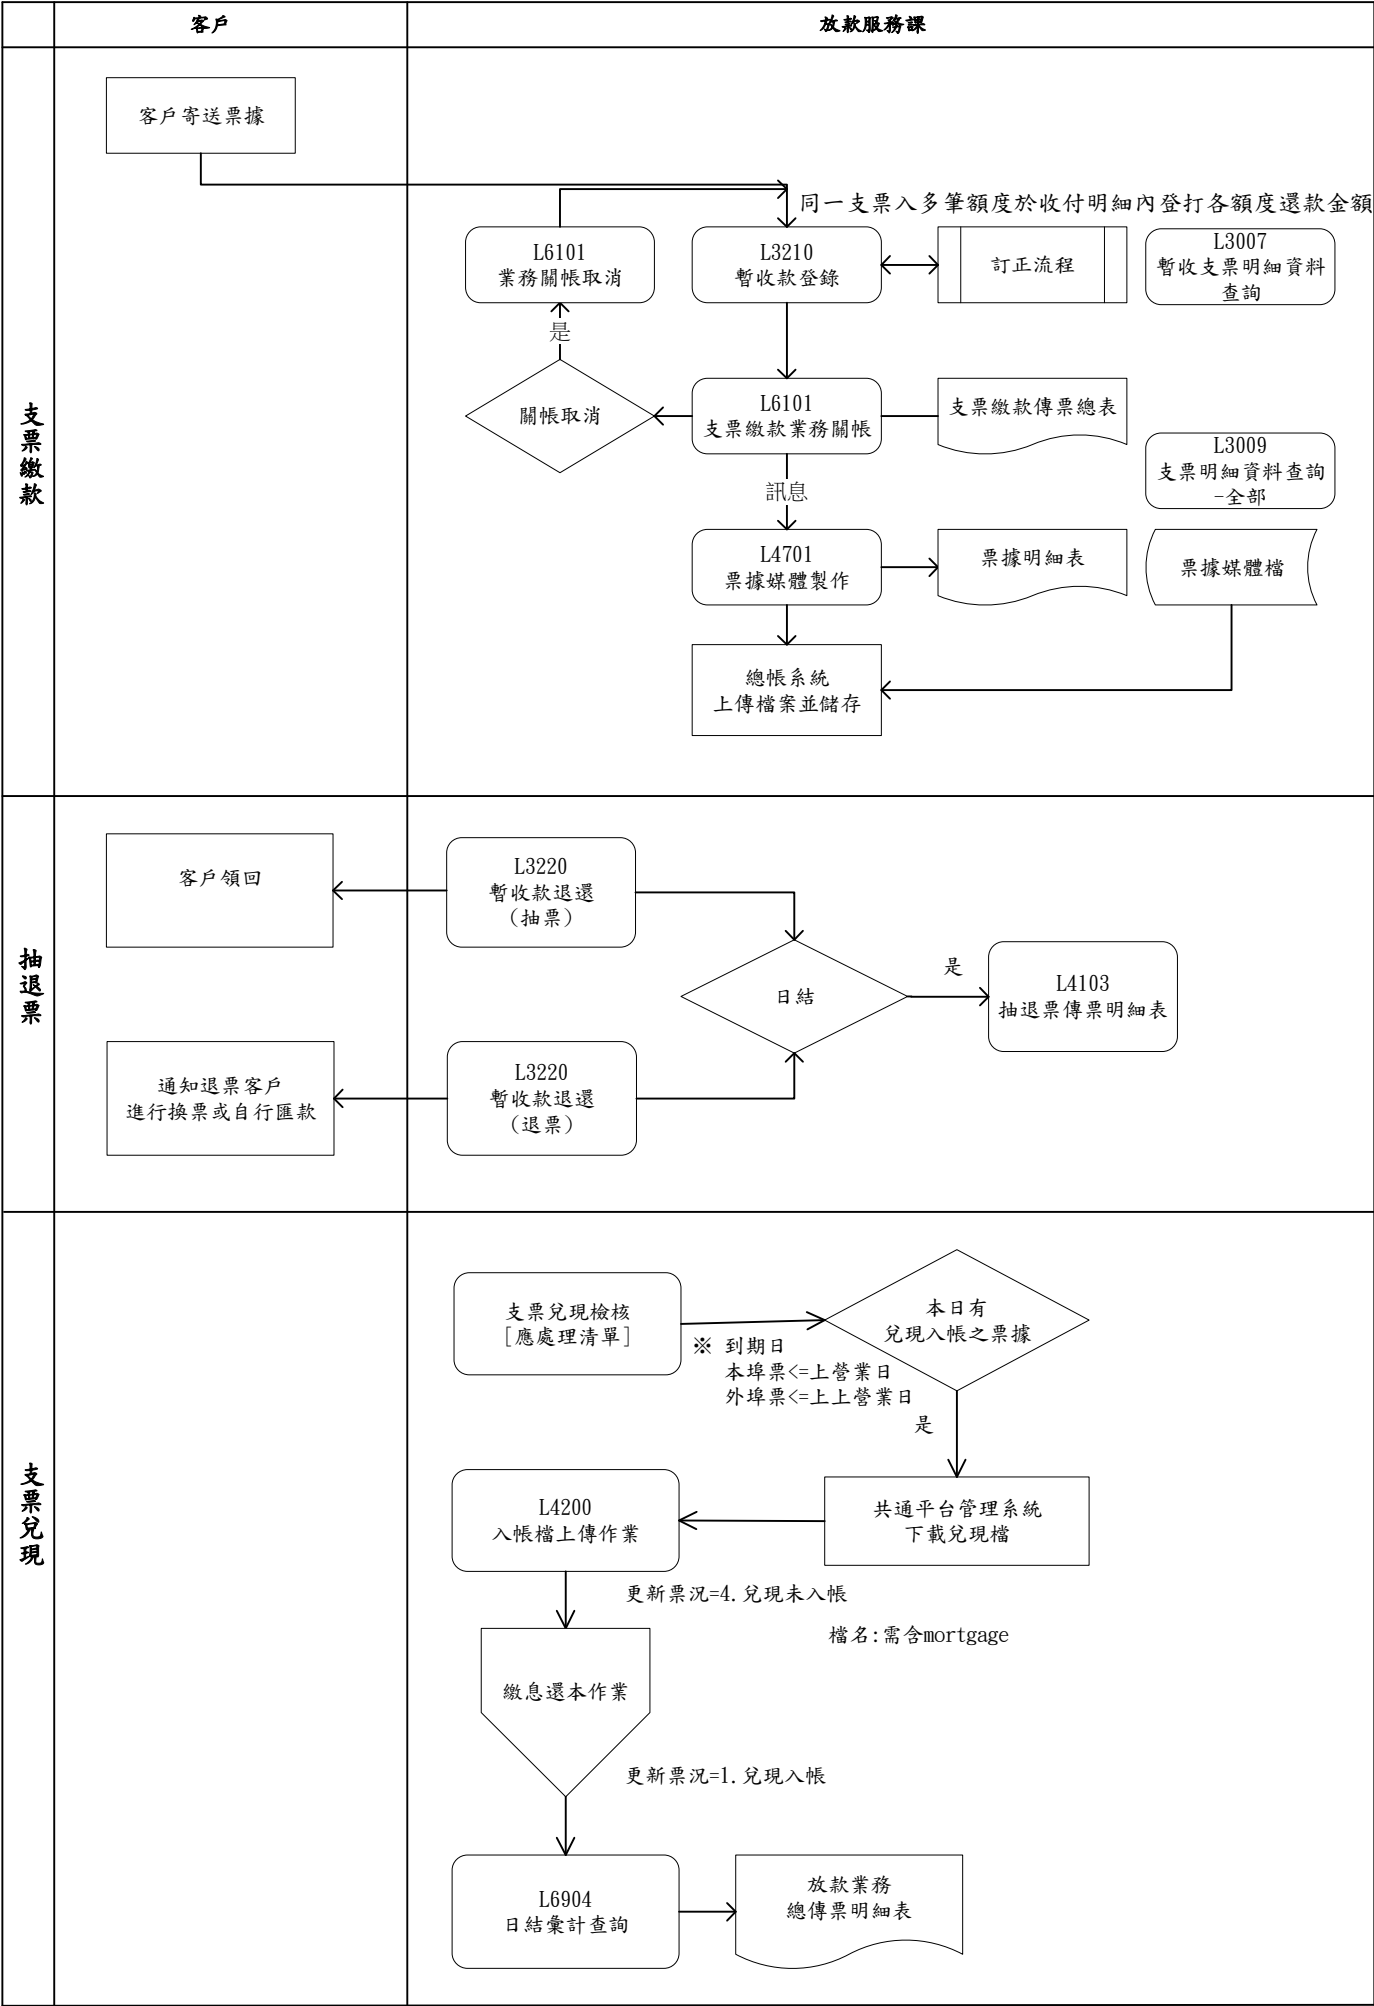 客戶
放款服務課
支票繳款
客戶寄送票據
同一支票入多筆額度於收付明細內登打各額度還款金額
L6101
業務關帳取消
L3210
暫收款登錄
訂正流程
L3007
暫收支票明細資料
查詢
是
關帳取消
L6101
支票繳款業務關帳
支票繳款傳票總表
L3009
支票明細資料查詢
-全部
訊息
L4701
票據媒體製作
票據明細表
票據媒體檔
總帳系統
上傳檔案並儲存
抽退票
客戶領回
L3220
暫收款退還
(抽票)
日結
是
L4103
抽退票傳票明細表
通知退票客戶
進行換票或自行匯款
L3220
暫收款退還
(退票)
支票兌現
支票兌現檢核
[應處理清單]
※ 到期日
本埠票<=上營業日
外埠票<=上上營業日
本日有
兌現入帳之票據
是
L4200
入帳檔上傳作業
共通平台管理系統
下載兌現檔
更新票況=4.兌現未入帳
檔名:需含mortgage
繳息還本作業
更新票況=1.兌現入帳
L6904
日結彙計查詢
放款業務
總傳票明細表